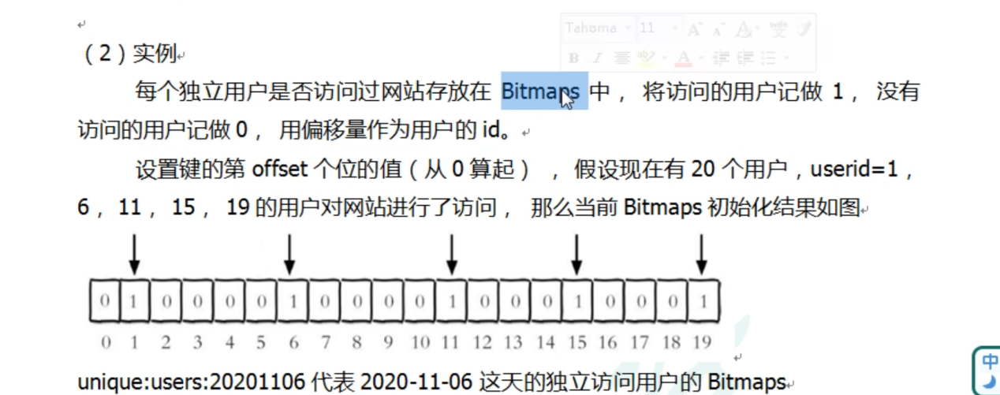 Tahoma 11
(2)实例
B I
每个独立用户是否访问过网站存放在 Bitmaps 中， 将访问的用户记做 1， 没有
访问的用户记做 0， 用偏移量作为用户的 id。
设置键的第 offset 个位的值（从 0 算起）， 假设现在有 20 个用户，userid=1，
6， 11， 15， 19 的用户对网站进行了访问， 那么当前 Bitmaps 初始化结果如图
0 1 0 0 0 0 1 0 0 0 0 1 0 0 0 1 0 0 0 1
0 1 2 3 4 5 6 7 8 9 10 11 12 13 14 15 16 17 18 19
unique:users:20201106 代表 2020-11-06 这天的独立访问用户的 Bitmaps
中